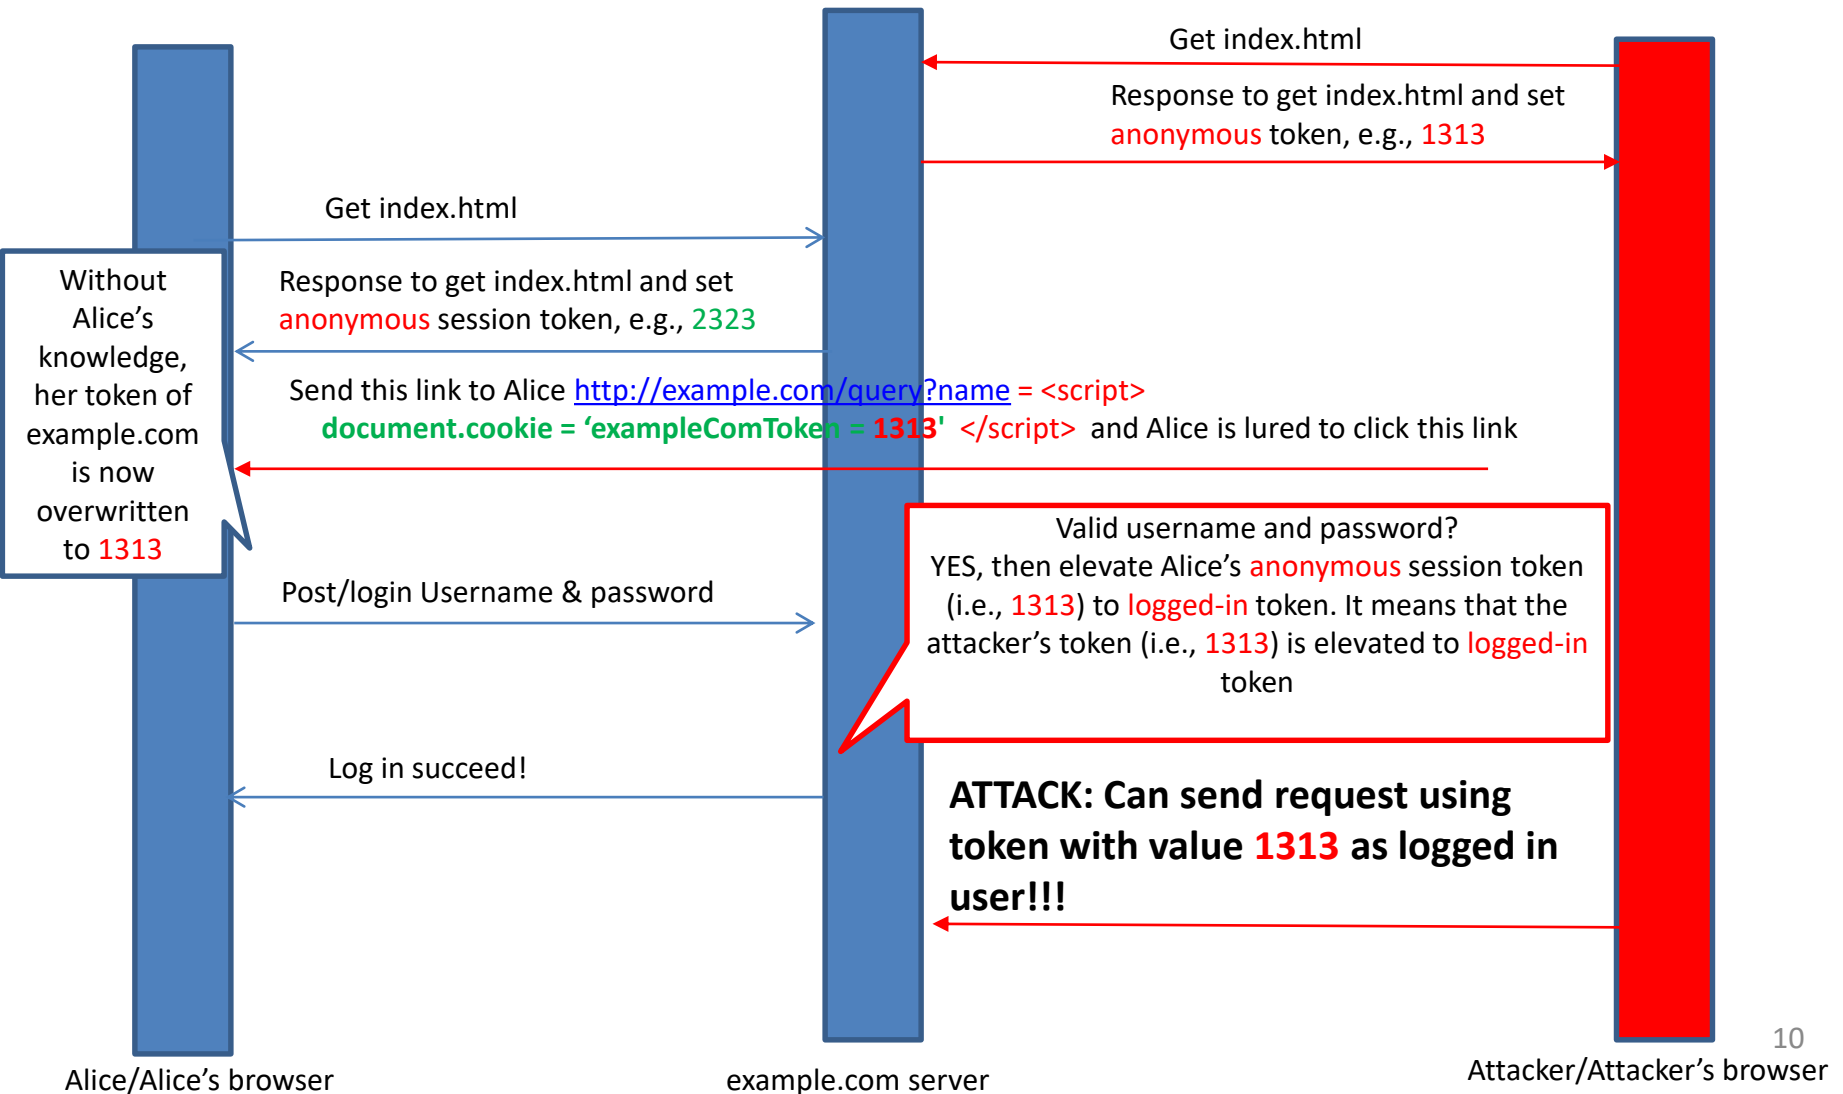 Get index.html
Response to get index.html and set
anonymous token, e.g., 1313
Get index.html
Without
Alice’s
knowledge,
her token of
example.com
is now
overwritten
to 1313
Response to get index.html and set
anonymous session token, e.g., 2323
Send this link to Alice http://example.com/query?name = <script>
document.cookie = ‘exampleComToken = 1313' </script> and Alice is lured to click this link
Valid username and password?
YES, then elevate Alice’s anonymous session token
(i.e., 1313) to logged-in token. It means that the
attacker’s token (i.e., 1313) is elevated to logged-in
token
Post/login Username & password
Log in succeed!
ATTACK: Can send request using
token with value 1313 as logged in
user!!!
10
Alice/Alice’s browser
example.com server
Attacker/Attacker’s browser